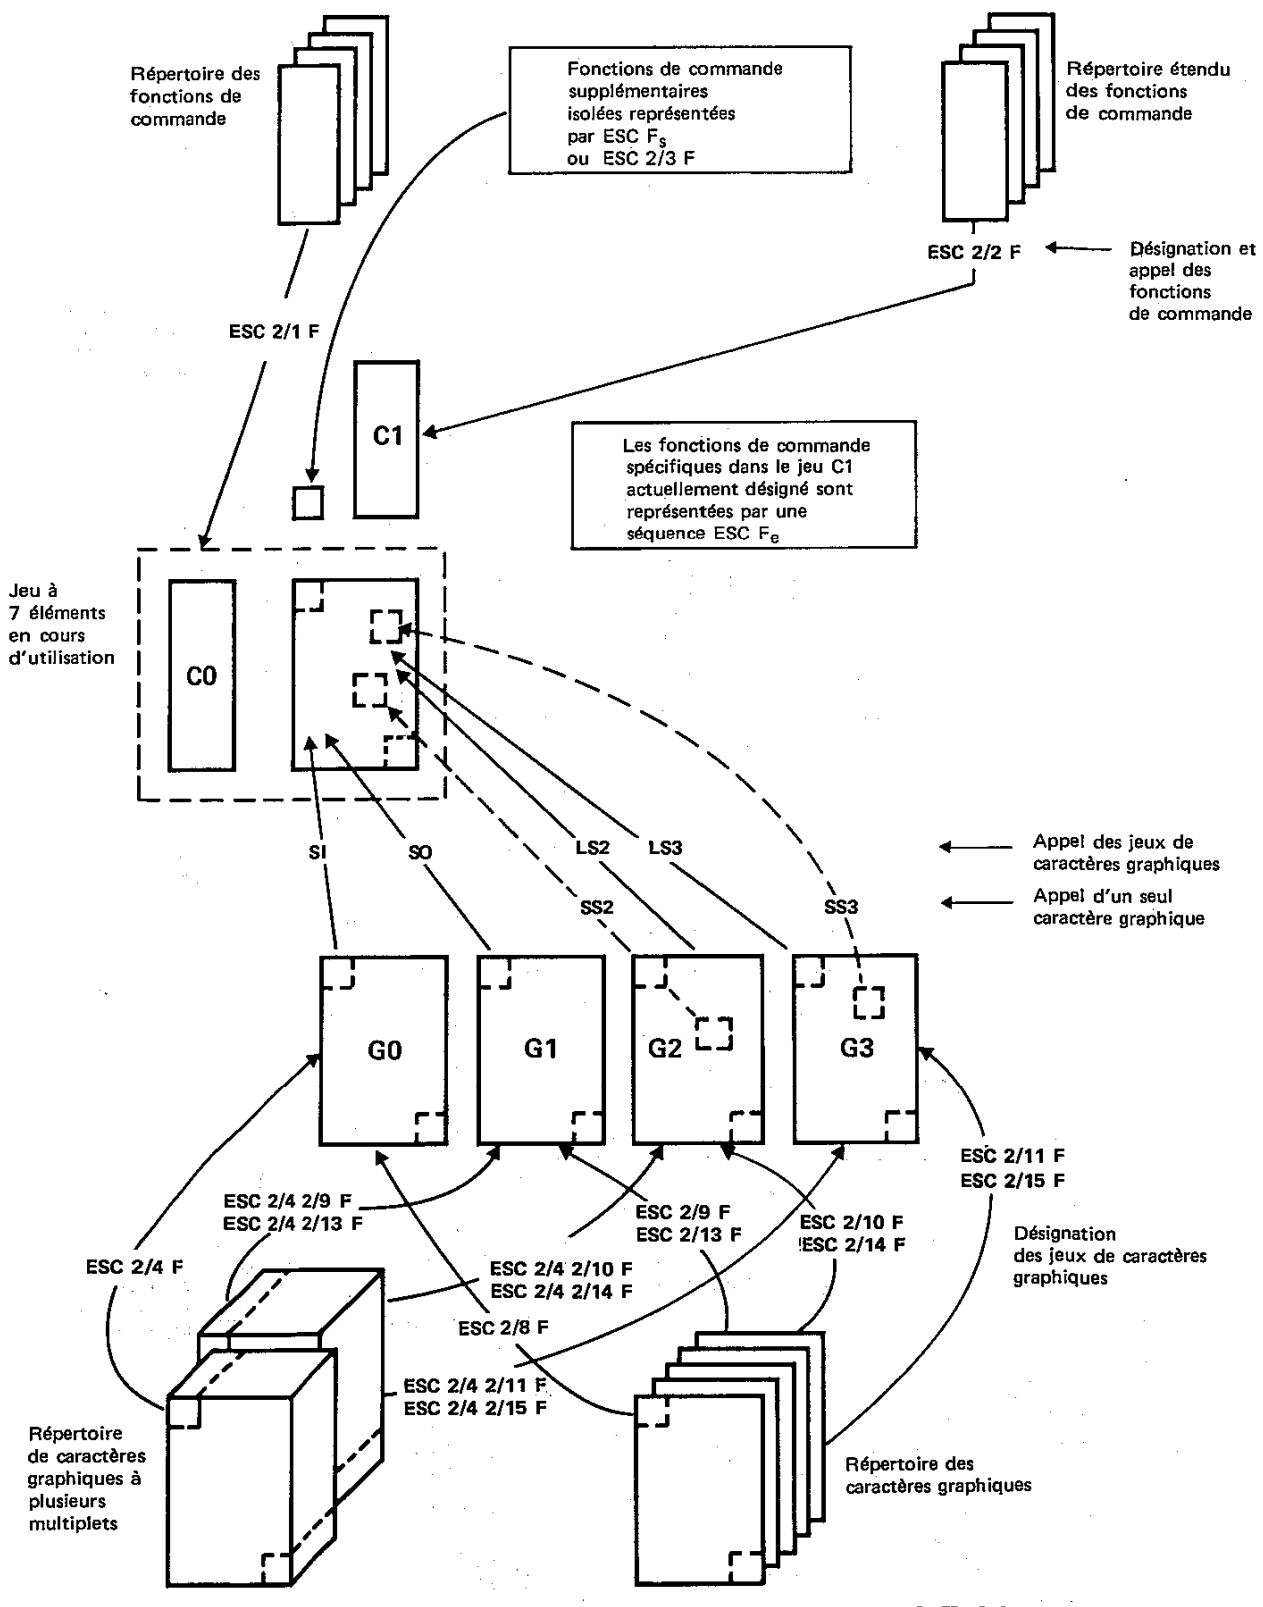 Répertoire des
fonctions de
commande
Fonctions de commande
supplémentaires
isolées représentées
par ESC Fs
ou ESC 2/3 F
Répertoire étendu
des fonctions
de commande
ESC 2/2 F
Désignation et
appel des
fonctions
de commande
ESC 2/1 F
C1
Les fonctions de commande
spécifiques dans le jeu C1
actuellement désigné sont
représentées par une
séquence ESC Fe
Jeu à
7 éléments
en cours
d'utilisation
C0
SI
SO
LS2
LS3
Appel des jeux de
caractères graphiques
SS2
SS3
Appel d'un seul
caractère graphique
G0
G1
G2
G3
ESC 2/11 F
ESC 2/15 F
ESC 2/4 2/9 F
ESC 2/4 2/13 F
ESC 2/9 F
ESC 2/13 F
ESC 2/10 F
ESC 2/14 F
Désignation
des jeux de caractères
graphiques
ESC 2/4 F
ESC 2/4 2/10 F
ESC 2/4 2/14 F
ESC 2/8 F
ESC 2/4 2/11 F
ESC 2/4 2/15 F
Répertoire
de caractères
graphiques à
plusieurs
multiplets
Répertoire des
caractères graphiques